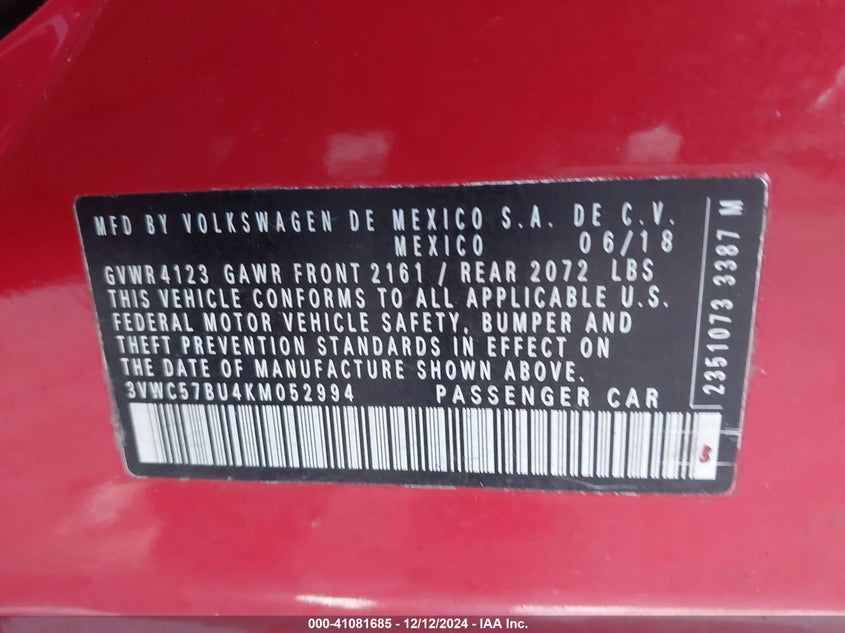 MFD BY VOLKSWAGEN DE MEXICO S.A. DE C.V.
MEXICO 06/18
GVWR4123 GAWR FRONT 2161 / REAR 2072 LBS
THIS VEHICLE CONFORMS TO ALL APPLICABLE U.S.
FEDERAL MOTOR VEHICLE SAFETY, BUMPER AND
THEFT PREVENTION STANDARDS IN EFFECT ON
THE DATE OF MANUFACTURE SHOWN ABOVE.
3VWC57BU4KM052994 PASSENGER CAR
2351073 3387 M
000-41081685 - 12/12/2024 - IAA Inc.